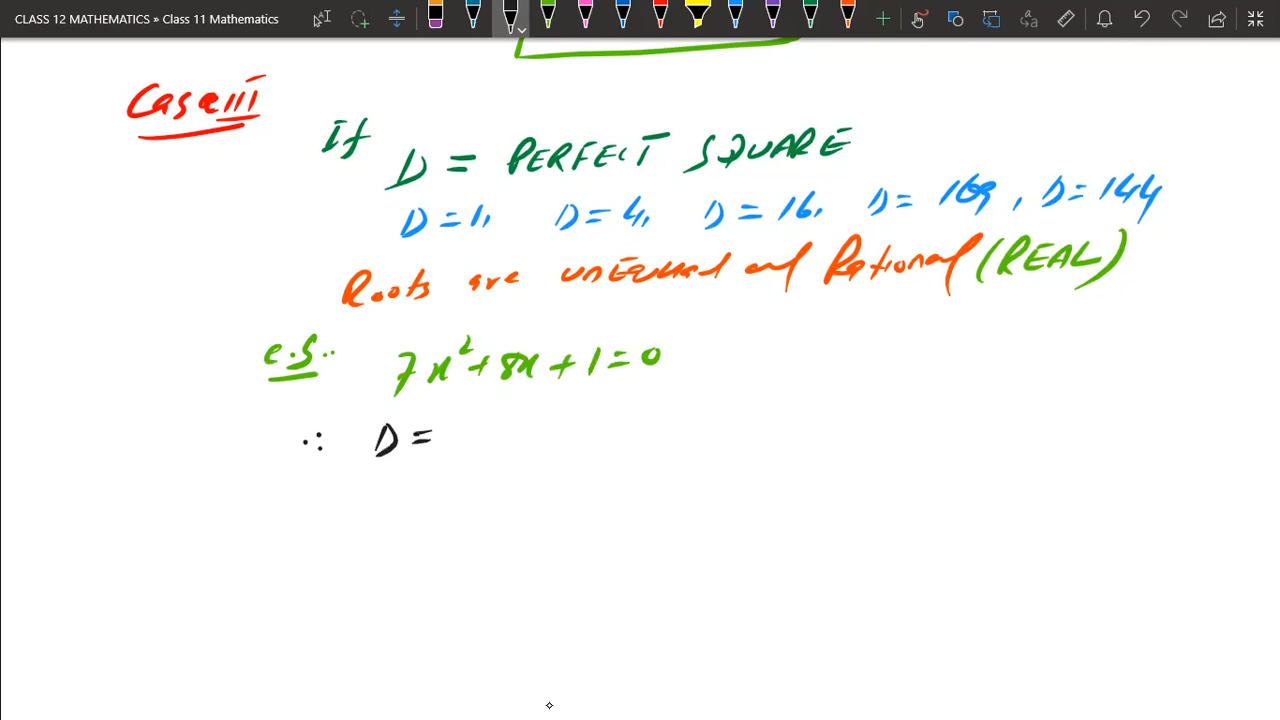 CLASS 12 MATHEMATICS » Class 11 Mathematics
Case III
If D = PERFECT SQUARE
D = 1, D = 4, D = 16, D = 169, D = 144
Roots are unEqual and Rational (REAL)
e.g.. 7x² + 8x + 1 = 0
∴ D =